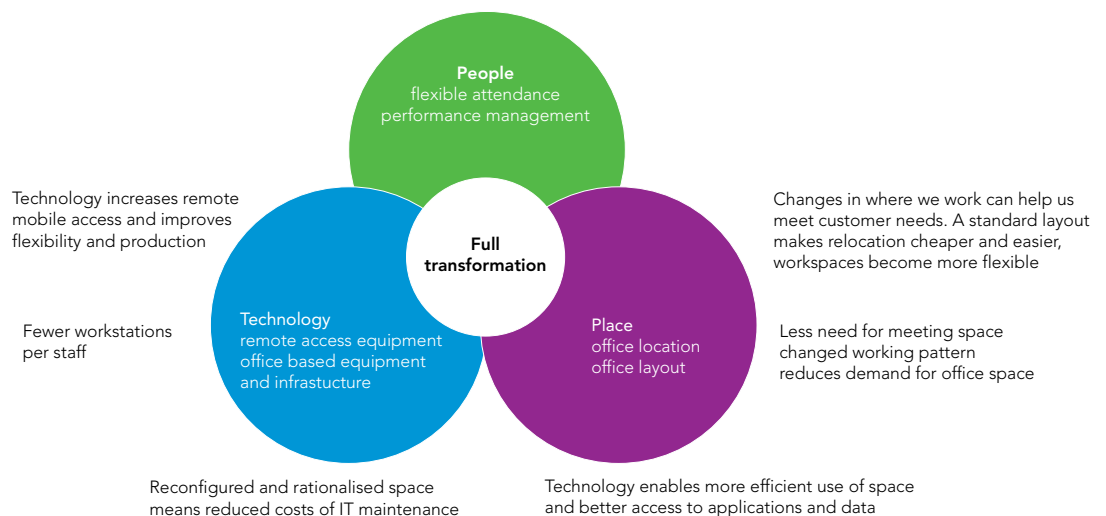 People
flexible attendance
performance management
Technology increases remote
mobile access and improves
flexibility and production
Changes in where we work can help us
meet customer needs. A standard layout
makes relocation cheaper and easier,
workspaces become more flexible
Full
transformation
Fewer workstations
per staff
Technology
remote access equipment
office based equipment
and infrastucture
Place
office location
office layout
Less need for meeting space
changed working pattern
reduces demand for office space
Reconfigured and rationalised space
means reduced costs of IT maintenance
Technology enables more efficient use of space
and better access to applications and data